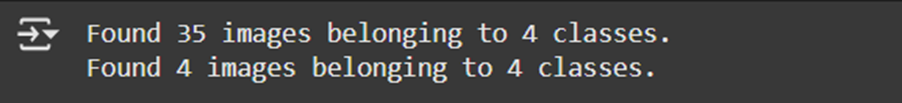 Found 35 images belonging to 4 classes.
Found 4 images belonging to 4 classes.